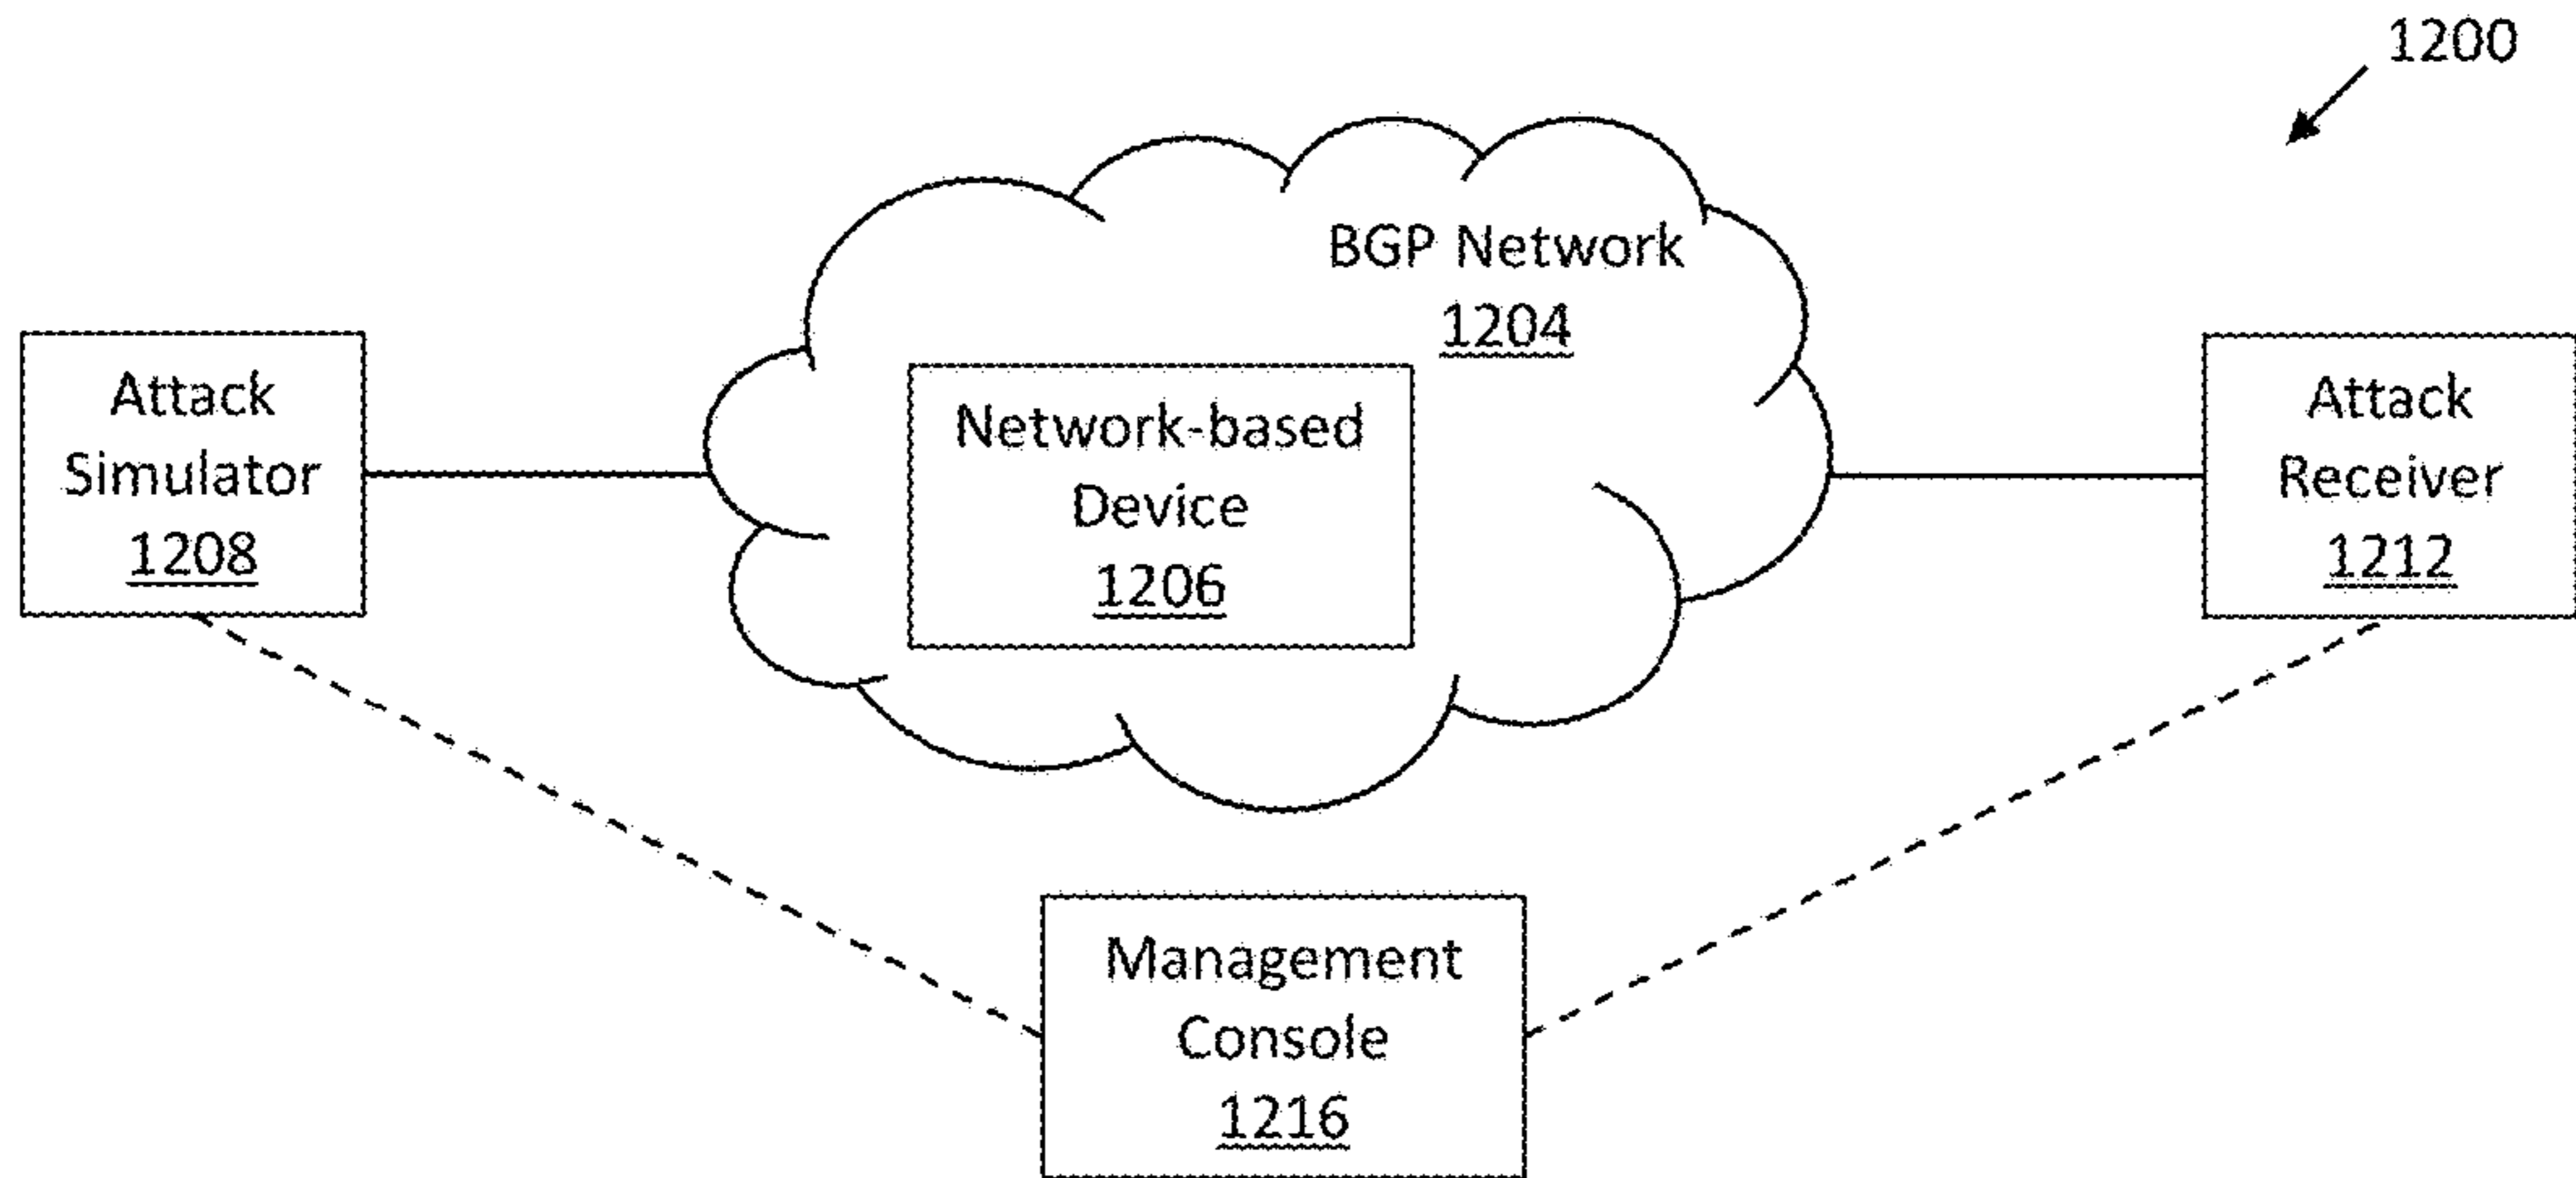 1200
BGP Network
1204
Attack
Simulator
1208
Network-based
Device
1206
Attack
Receiver
1212
Management
Console
1216